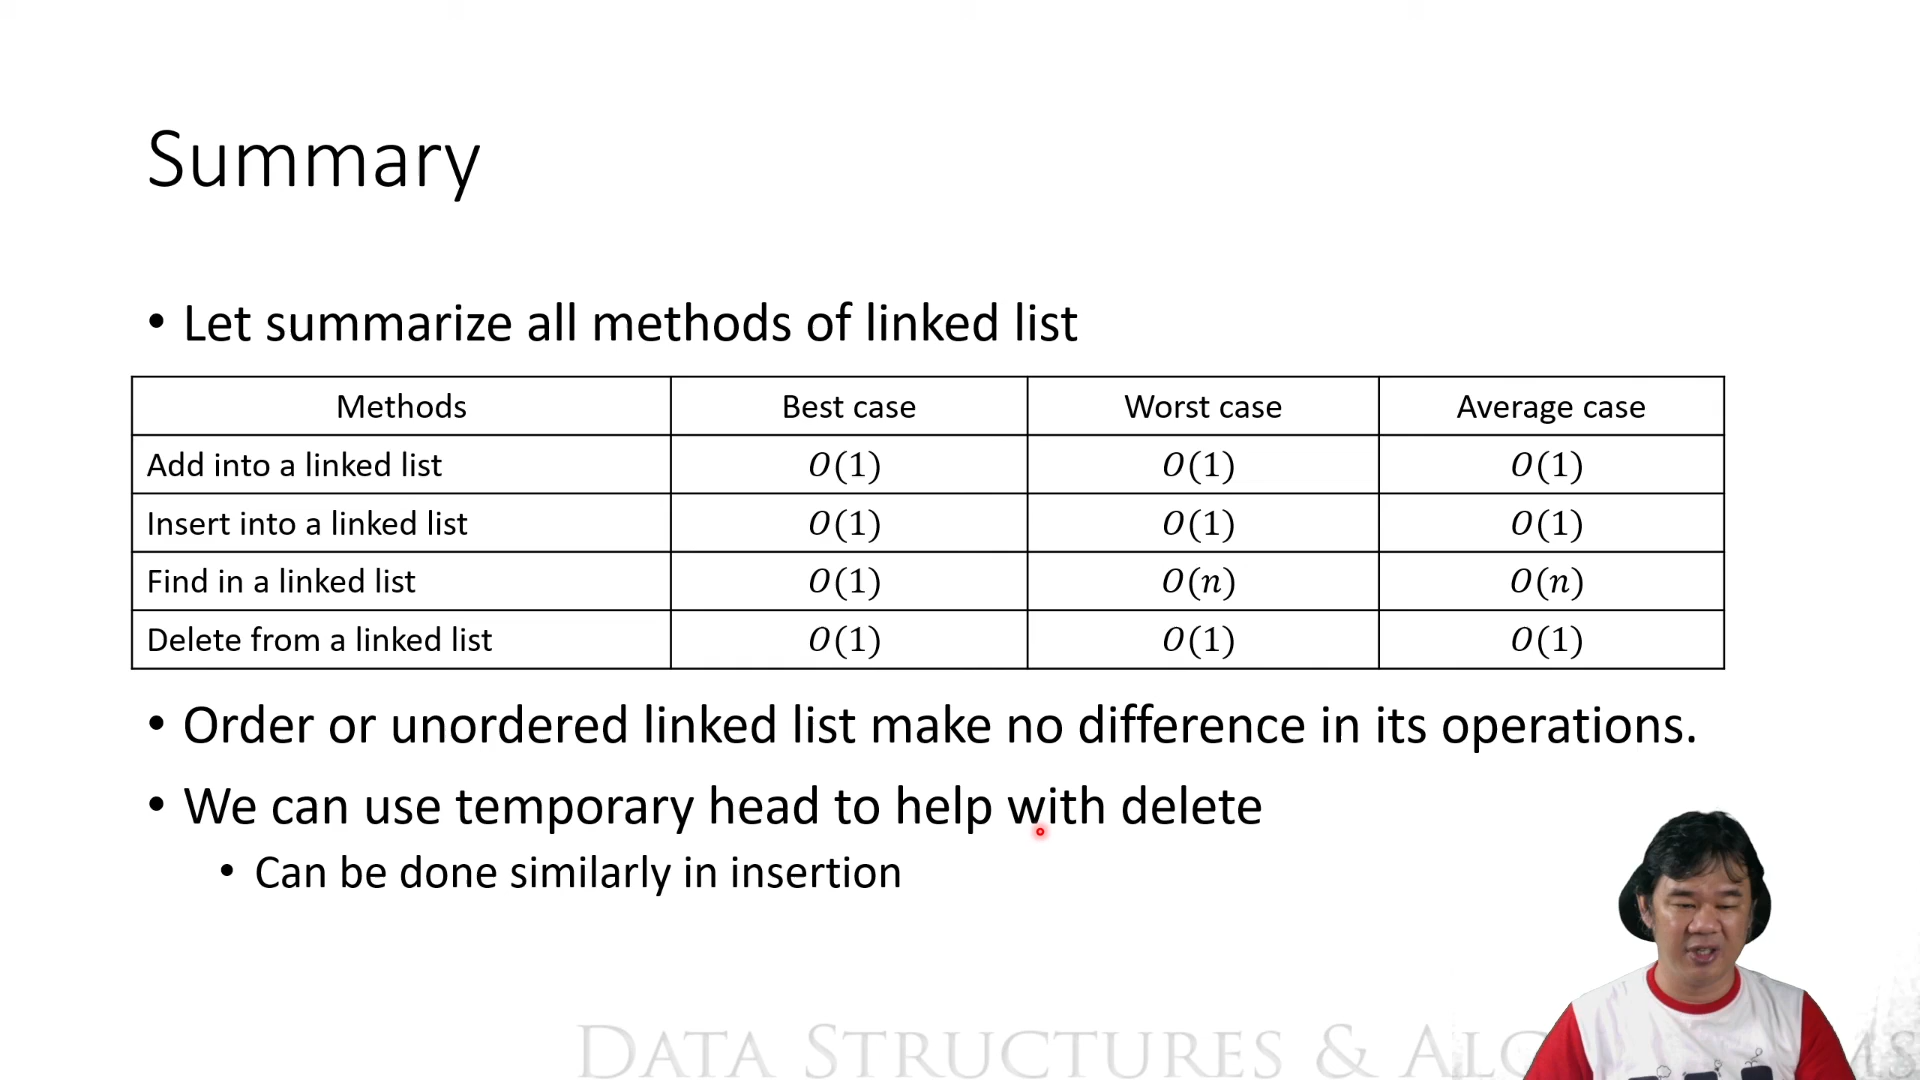 Summary
• Let summarize all methods of linked list
Methods Best case Worst case Average case
Add into a linked list O(1) O(1) O(1)
Insert into a linked list O(1) O(1) O(1)
Find in a linked list O(1) O(n) O(n)
Delete from a linked list O(1) O(1) O(1)
• Order or unordered linked list make no difference in its operations.
• We can use temporary head to help with delete
• Can be done similarly in insertion
DATA STRUCTURES &